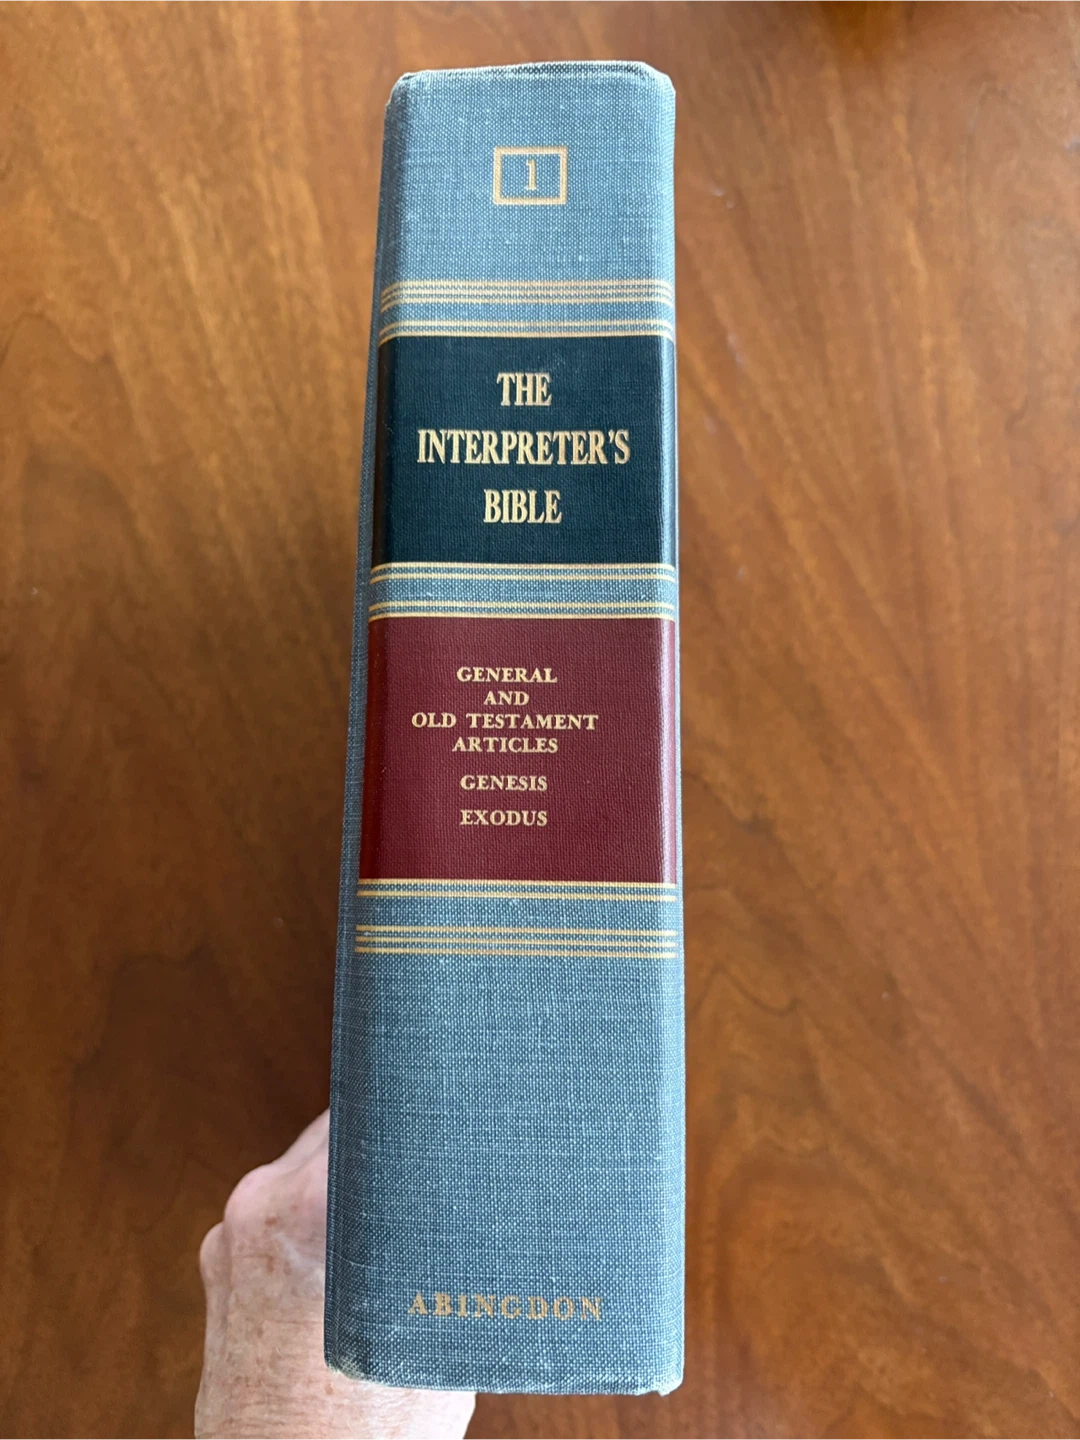 1
THE
INTERPRETER'S
BIBLE
GENERAL
AND
OLD TESTAMENT
ARTICLES
GENESIS
EXODUS
ABINGDON